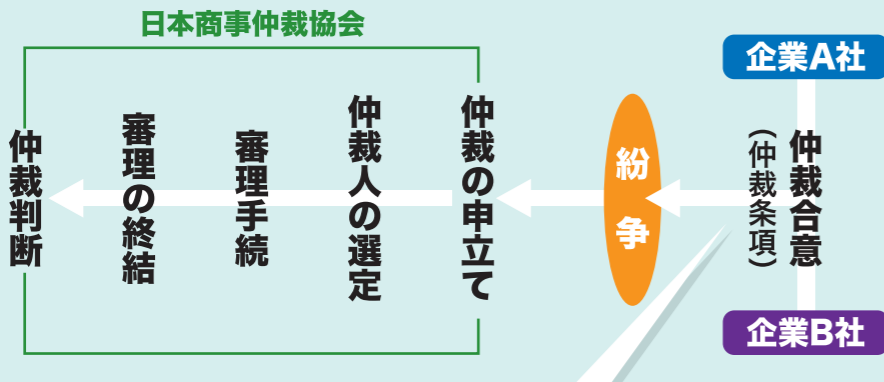 日本商事仲裁協会
企業A社
仲裁合意
（仲裁条項）
企業B社
紛争
仲裁の申立て
仲裁人の選定
審理手続
審理の終結
仲裁判断